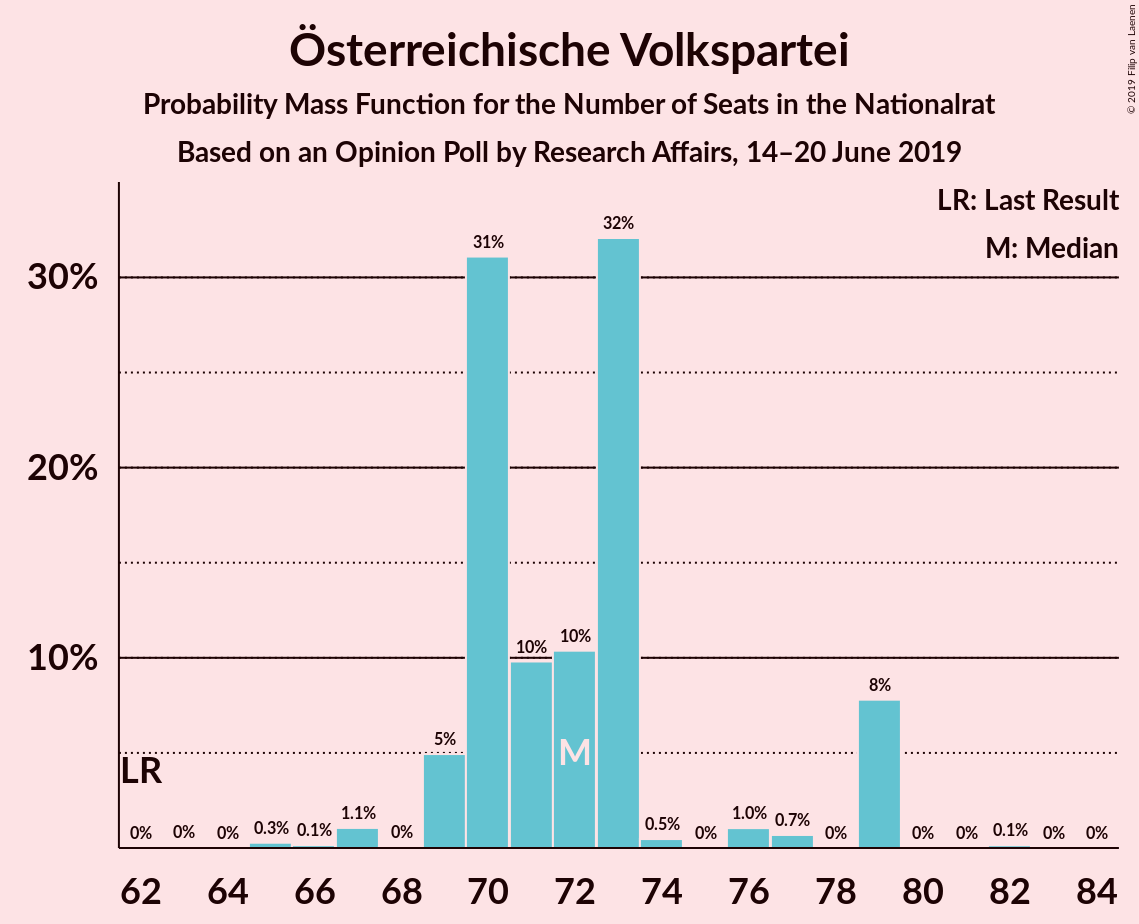 Österreichische Volkspartei
Probability Mass Function for the Number of Seats in the Nationalrat
Based on an Opinion Poll by Research Affairs, 14–20 June 2019
© 2019 Filip van Laenen
LR: Last Result
M: Median
30%
20%
10%
LR
M
0%
0%
0%
0.3%
0.1%
1.1%
0%
5%
31%
10%
10%
32%
0.5%
0%
1.0%
0.7%
0%
8%
0%
0%
0.1%
0%
0%
62 64 66 68 70 72 74 76 78 80 82 84